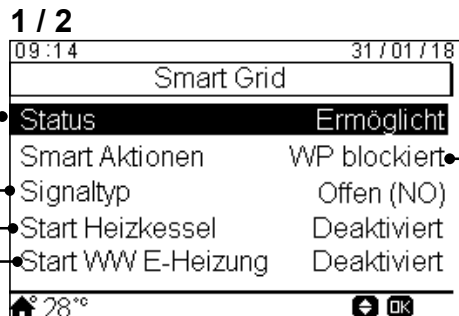 1 / 2
09:14 31/01/18
Smart Grid
Status Ermöglicht
Smart Aktionen WP blockiert
Signaltyp Offen (NO)
Start Heizkessel Deaktiviert
Start WW E-Heizung Deaktiviert
28°C OK